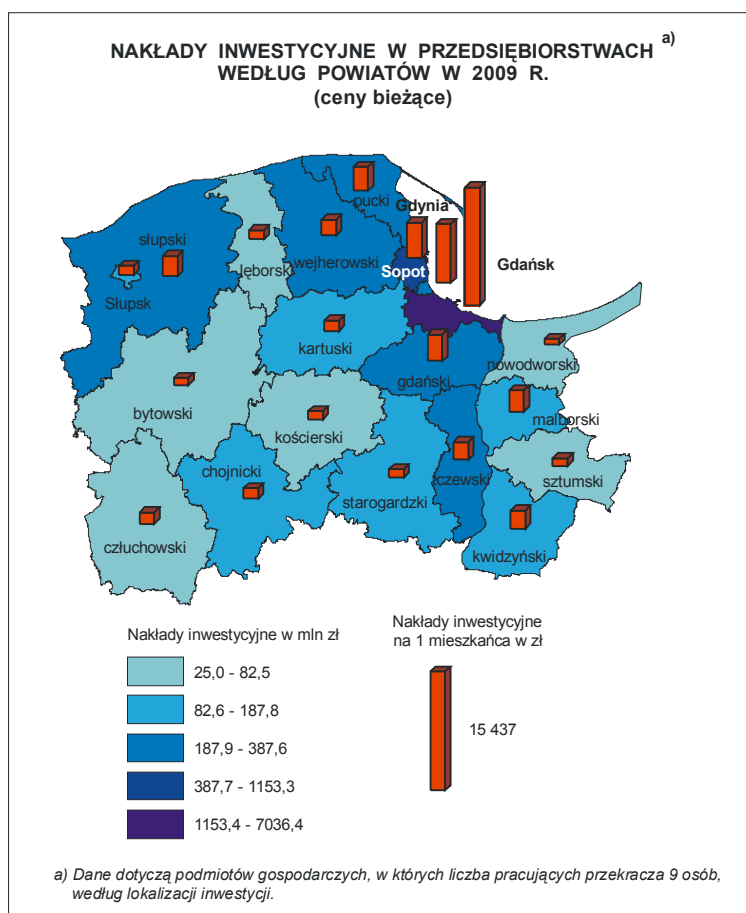 NAKŁADY INWESTYCYJNE W PRZEDSIĘBIORSTWACH a)
WEDŁUG POWIATÓW W 2009 R.
(ceny bieżące)
pucki
Gdynia
słupski
lęborski
wejherowski
Sopot
Gdańsk
Słupsk
kartuski
nowodworski
gdański
bytowski
kościerski
malborski
chojnicki
starogardzki
tczewski
sztumski
człuchowski
kwidzyński
Nakłady inwestycyjne w mln zł
25,0 - 82,5
82,6 - 187,8
187,9 - 387,6
387,7 - 1153,3
1153,4 - 7036,4
Nakłady inwestycyjne
na 1 mieszkańca w zł
15 437
a) Dane dotyczą podmiotów gospodarczych, w których liczba pracujących przekracza 9 osób,
według lokalizacji inwestycji.